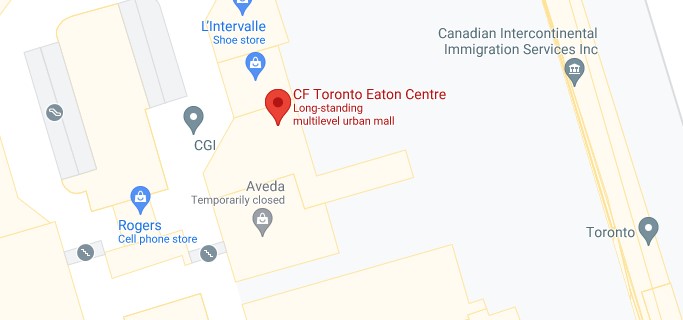 L'Intervalle
Shoe store
Canadian Intercontinental
Immigration Services Inc
CF Toronto Eaton Centre
Long-standing
multilevel urban mall
CGI
Aveda
Temporarily closed
Rogers
Cell phone store
Toronto